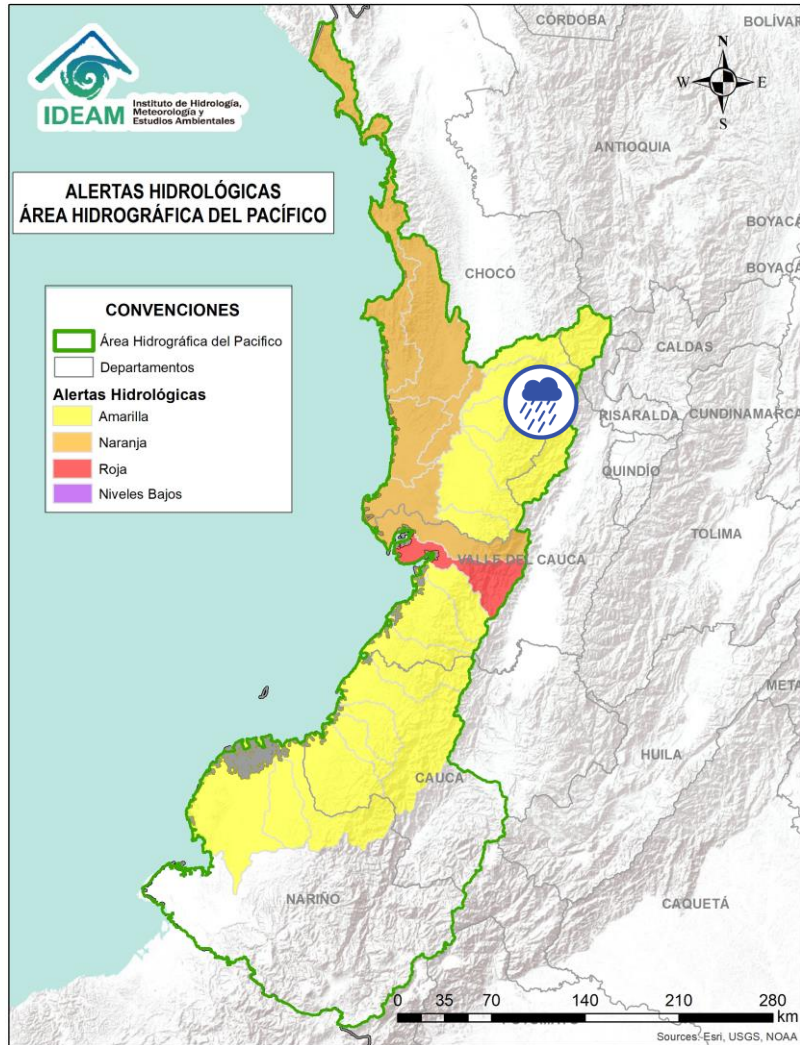 IDEAM
Instituto de Hidrología,
Meteorología y
Estudios Ambientales
ALERTAS HIDROLÓGICAS
ÁREA HIDROGRÁFICA DEL PACÍFICO
CONVENCIONES
Área Hidrográfica del Pacifico
Departamentos
Alertas Hidrológicas
Amarilla
Naranja
Roja
Niveles Bajos
CÓRDOBA
BOLÍVAR
N
W
E
S
ANTIOQUIA
BOYACÁ
CHOCÓ
BOYACÁ
CALDAS
RISARALDA
CUNDINAMARCA
QUINDÍO
TOLIMA
VALLE DEL CAUCA
META
HUILA
CAUCA
NARIÑO
CAQUETÁ
0 35 70 140 210 280
km
Sources: Esri, USGS, NOAA